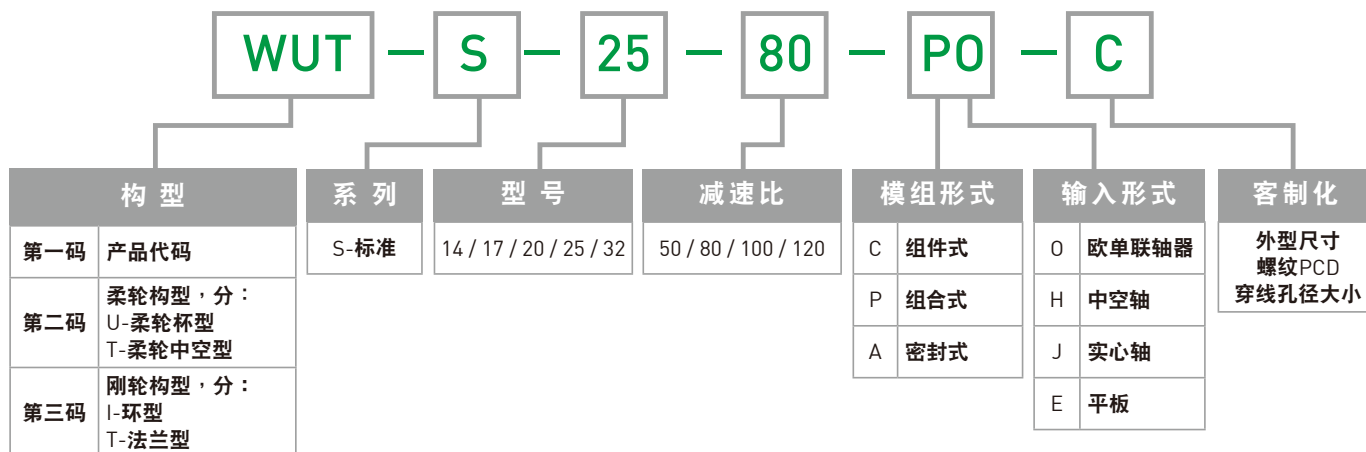 WUT — S — 25 — 80 — PO — C
构型
第一码 产品代码
第二码 柔轮构型，分：
U-柔轮杯型
T-柔轮中空型
第三码 刚轮构型，分：
I-环型
T-法兰型
系列
S-标准
型号
14 / 17 / 20 / 25 / 32
减速比
50 / 80 / 100 / 120
模组形式
C 组件式
P 组合式
A 密封式
输入形式
O 欧单联轴器
H 中空轴
J 实心轴
E 平板
客制化
外型尺寸
螺纹PCD
穿线孔径大小